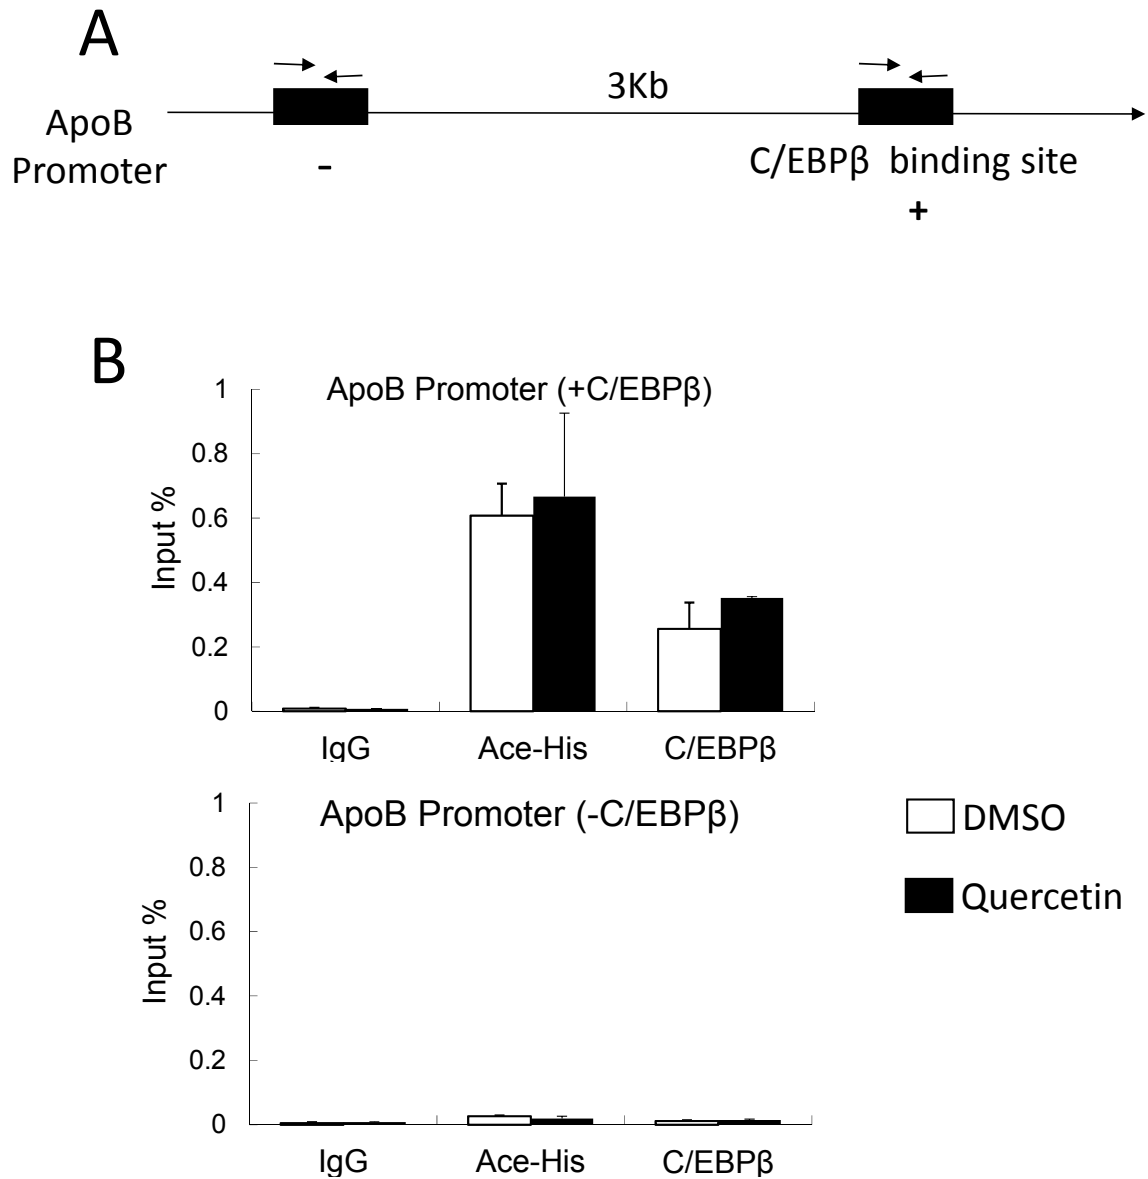 A
3Kb
ApoB
Promoter
-
C/EBPβ binding site
+
B
ApoB Promoter (+C/EBPβ)
1
0.8
0.6
0.4
0.2
0
Input %
IgG
Ace-His
C/EBPβ
ApoB Promoter (-C/EBPβ)
1
0.8
0.6
0.4
0.2
0
Input %
IgG
Ace-His
C/EBPβ
DMSO
Quercetin